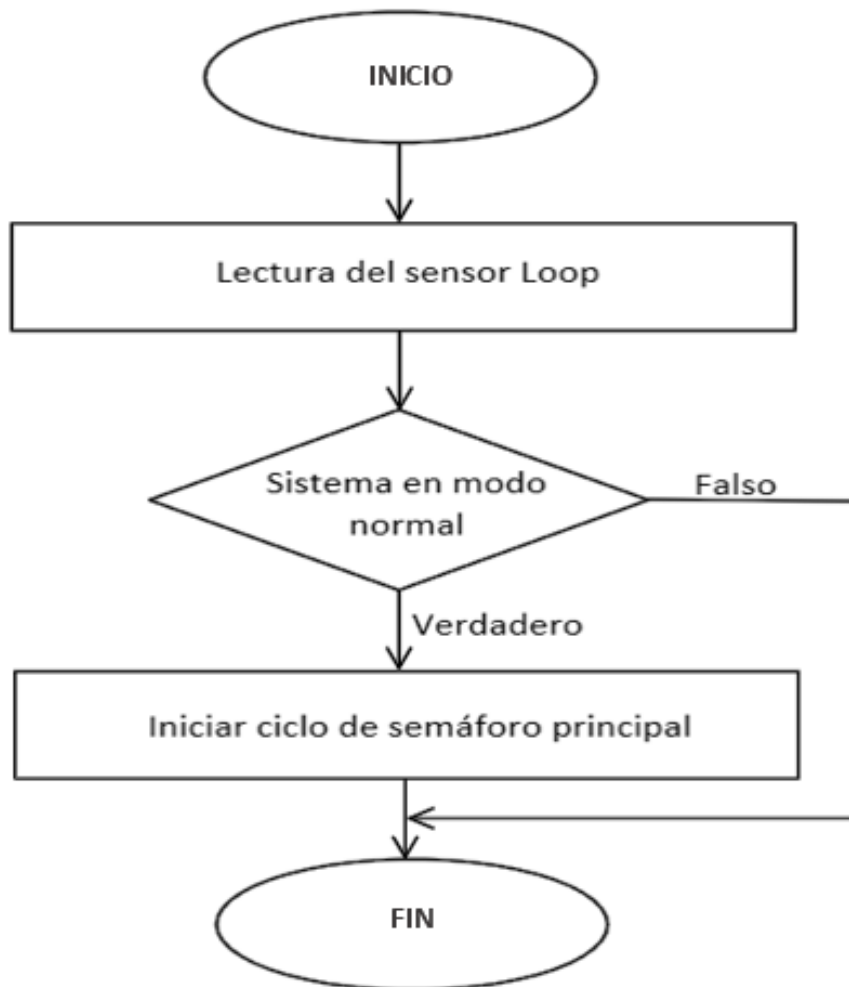 INICIO
Lectura del sensor Loop
Sistema en modo
normal
Falso
Verdadero
Iniciar ciclo de semáforo principal
FIN